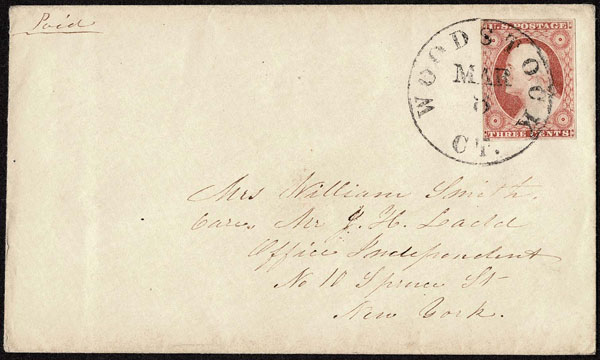 Paid
U.S. POSTAGE
WOODSTOCK
MAR
8
CT.
THREE CENTS
Mrs William Smith,
Care, Mr J. H. Ladd
Office Independent
No 10 Spruce St
New York.